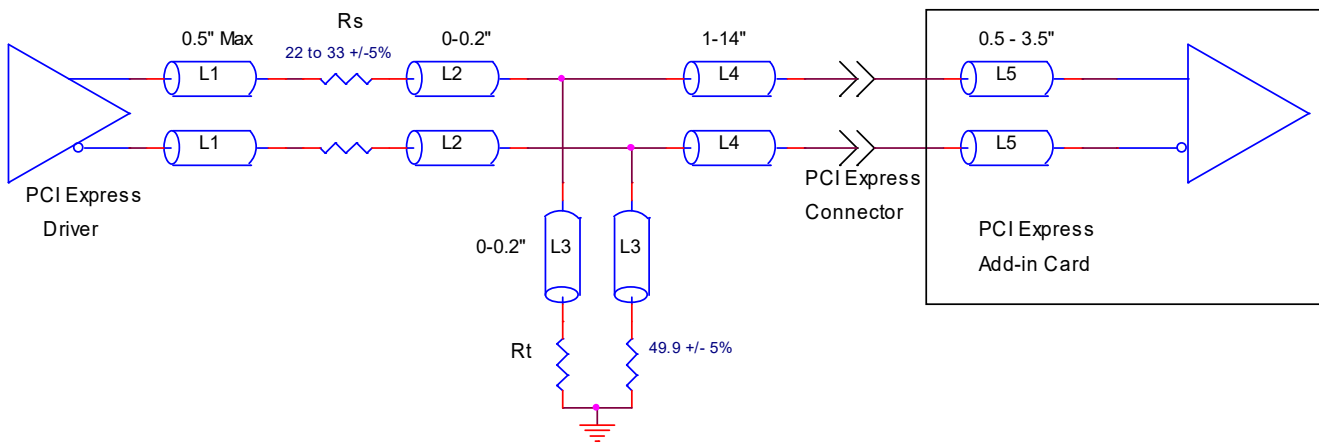 Rs
0.5" Max
22 to 33 +/-5%
0-0.2"
1-14"
0.5 - 3.5"
L1
L2
L4
L5
L1
L2
L4
L5
PCI Express
Driver
PCI Express
Connector
0-0.2"
L3
L3
PCI Express
Add-in Card
Rt
49.9 +/- 5%